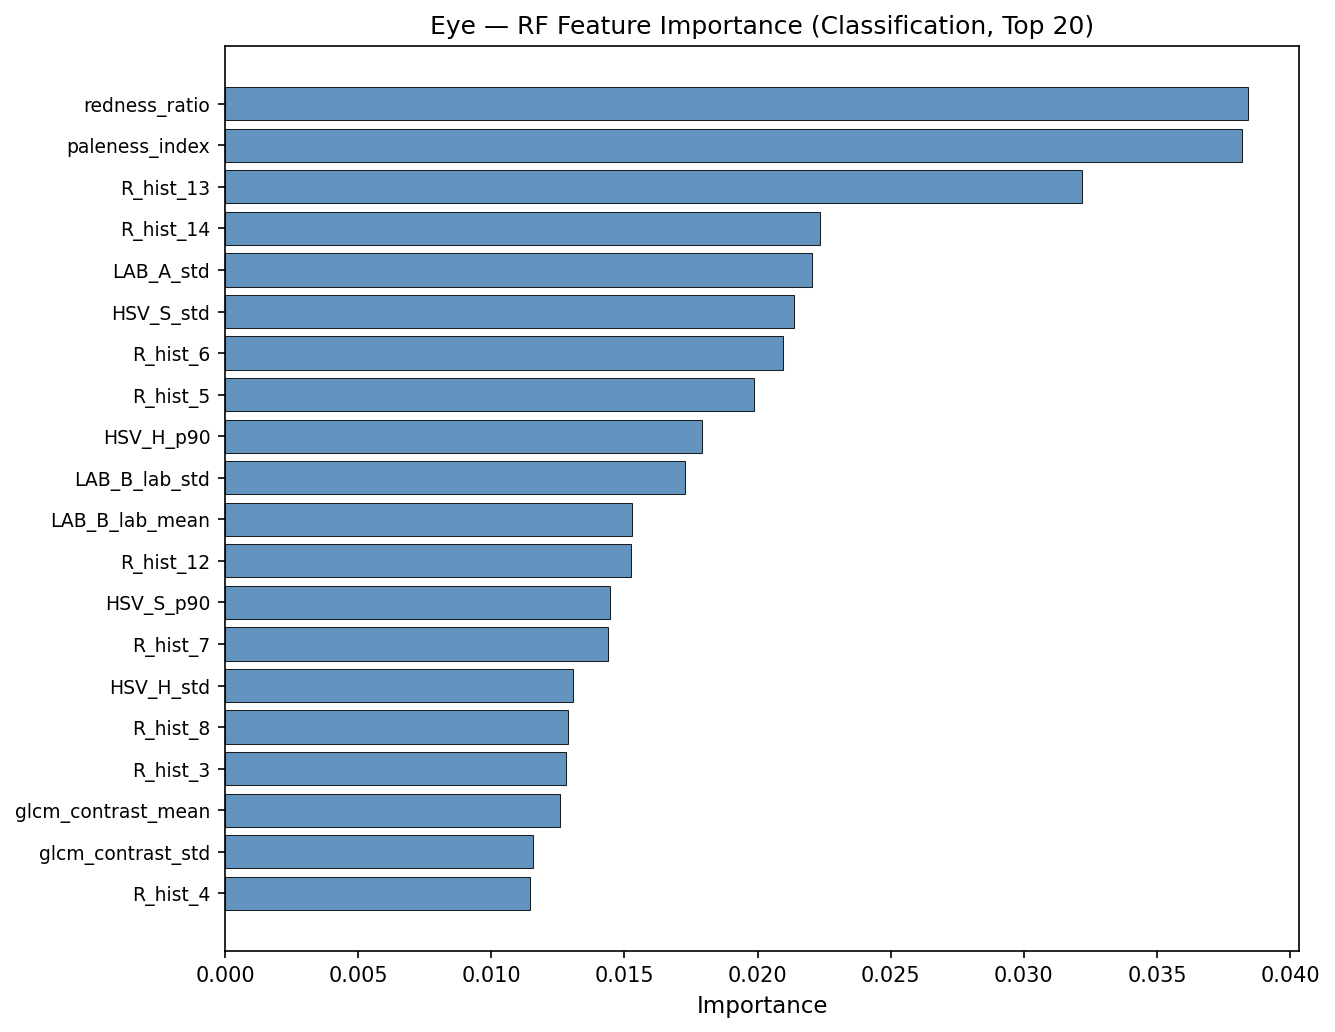 Eye — RF Feature Importance (Classification, Top 20)
redness_ratio
paleness_index
R_hist_13
R_hist_14
LAB_A_std
HSV_S_std
R_hist_6
R_hist_5
HSV_H_p90
LAB_B_lab_std
LAB_B_lab_mean
R_hist_12
HSV_S_p90
R_hist_7
HSV_H_std
R_hist_8
R_hist_3
glcm_contrast_mean
glcm_contrast_std
R_hist_4
0.000 0.005 0.010 0.015 0.020 0.025 0.030 0.035 0.040
Importance